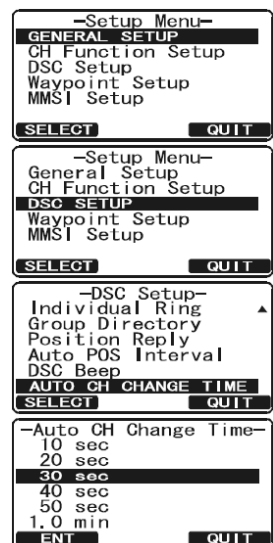 –Setup Menu–
GENERAL SETUP
CH Function Setup
DSC Setup
Waypoint Setup
MMSI Setup
SELECT QUIT
–Setup Menu–
General Setup
CH Function Setup
DSC SETUP
Waypoint Setup
MMSI Setup
SELECT QUIT
–DSC Setup–
Individual Ring
Group Directory
Position Reply
Auto POS Interval
DSC Beep
AUTO CH CHANGE TIME
SELECT QUIT
–Auto CH Change Time–
10 sec
20 sec
30 sec
40 sec
50 sec
1.0 min
ENT QUIT